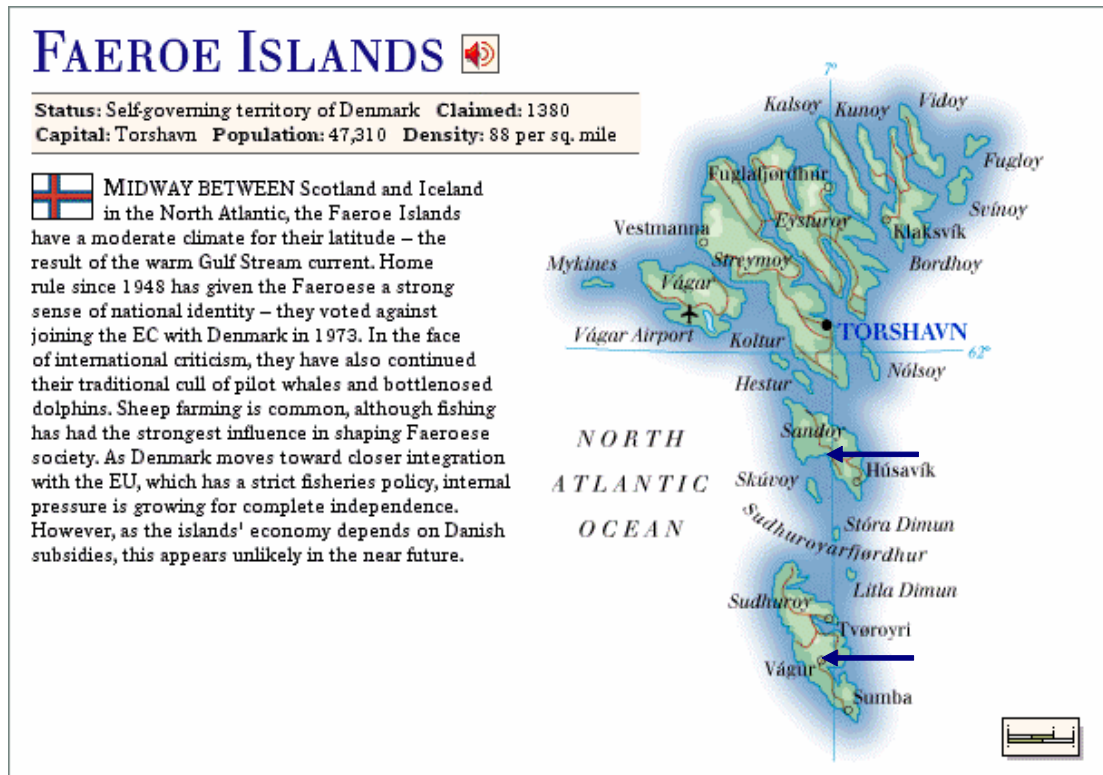 FAEROE ISLANDS
Status: Self-governing territory of Denmark Claimed: 1380
Capital: Torshavn Population: 47,310 Density: 88 per sq. mile
MIDWAY BETWEEN Scotland and Iceland
in the North Atlantic, the Faeroe Islands
have a moderate climate for their latitude – the
result of the warm Gulf Stream current. Home
rule since 1948 has given the Faeroese a strong
sense of national identity – they voted against
joining the EC with Denmark in 1973. In the face
of international criticism, they have also continued
their traditional cull of pilot whales and bottlenosed
dolphins. Sheep farming is common, although fishing
has had the strongest influence in shaping Faeroese
society. As Denmark moves toward closer integration
with the EU, which has a strict fisheries policy, internal
pressure is growing for complete independence.
However, as the islands' economy depends on Danish
subsidies, this appears unlikely in the near future.
7°
Kalsoy
Kunoy
Vidoy
Fugloy
Fuglafjordhur
Svínoy
Vestmanna
Eysturoy
Klaksvík
Mykines
Streymoy
Bordhoy
Vágar
Vágar Airport
Koltur
TORSHAVN
62°
Hestur
Nólsoy
NORTH
ATLANTIC
OCEAN
Sandoy
Húsavík
Skúvoy
Stóra Dimun
Sudhuroyarfjørdhur
Litla Dimun
Sudhuroy
Tvøroyri
Vágur
Sumba